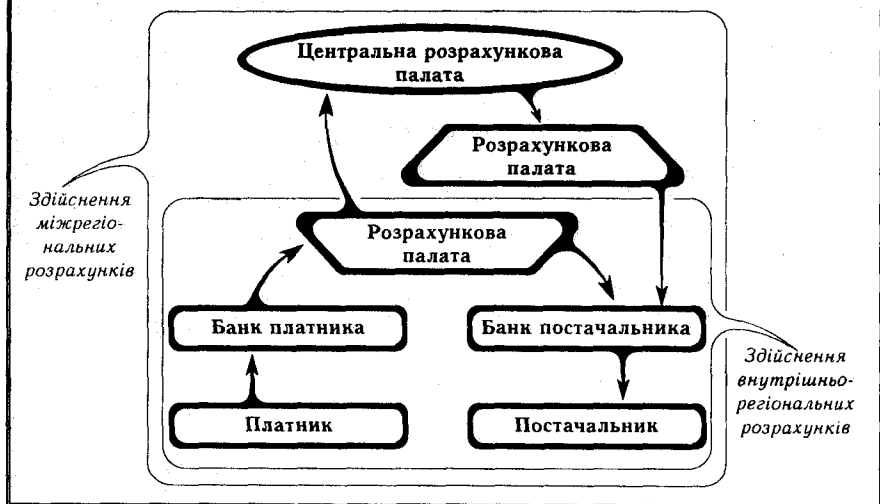 Центральна розрахункова
палата
Розрахункова
палата
Здійснення
міжрегіо-
нальних
розрахунків
Розрахункова
палата
Банк платника
Банк постачальника
Здійснення
внутрішньо-
регіональних
розрахунків
Платник
Постачальник